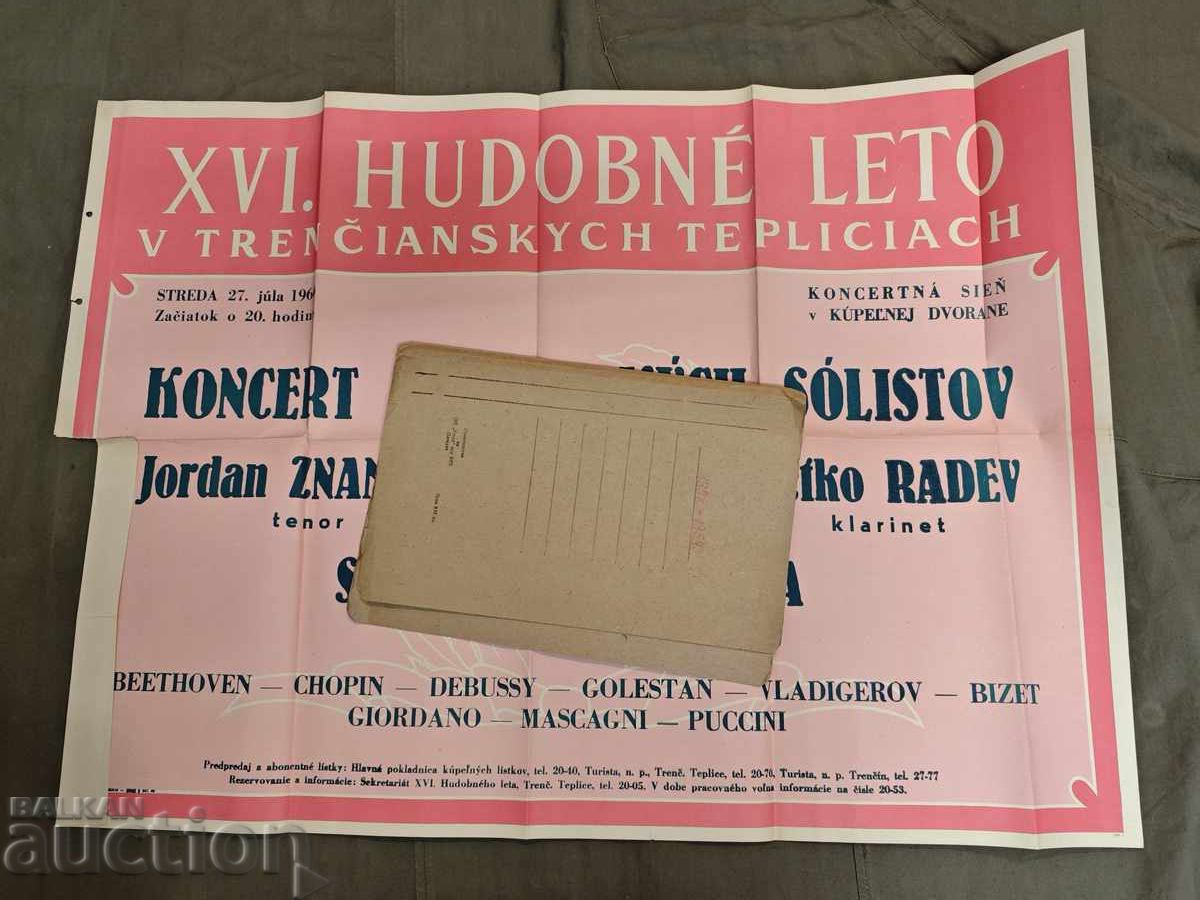 XVI. HUDOBNÉ LETO
V TRENČIANSKYCH TEPLICIACH
STREDA 27. júla 196
Začiatok o 20. hodin
KONCERTNÁ SIEŇ
v KÚPEĽNEJ DVORANE
KONCERT SÓLISTOV
Jordan ZNAN
tenor
RADEV
klarinet
S
A
BEETHOVEN — CHOPIN — DEBUSSY — GOLESTAN — VLADIGEROV — BIZET
GIORDANO — MASCAGNI — PUCCINI
Predpredaj a abonentné lístky: Hlavná pokladnica kúpeľných lístkov, tel. 20-40, Turista, n. p., Trenč. Teplice, tel. 20-70, Turista, n. p. Trenčín, tel. 27-77
Rezervovanie a informácie: Sekretariát XVI. Hudobného leta, Trenč. Teplice, tel. 20-05. V dobe pracovného voľna informácie na čísle 20-53.
BALKAN
auction